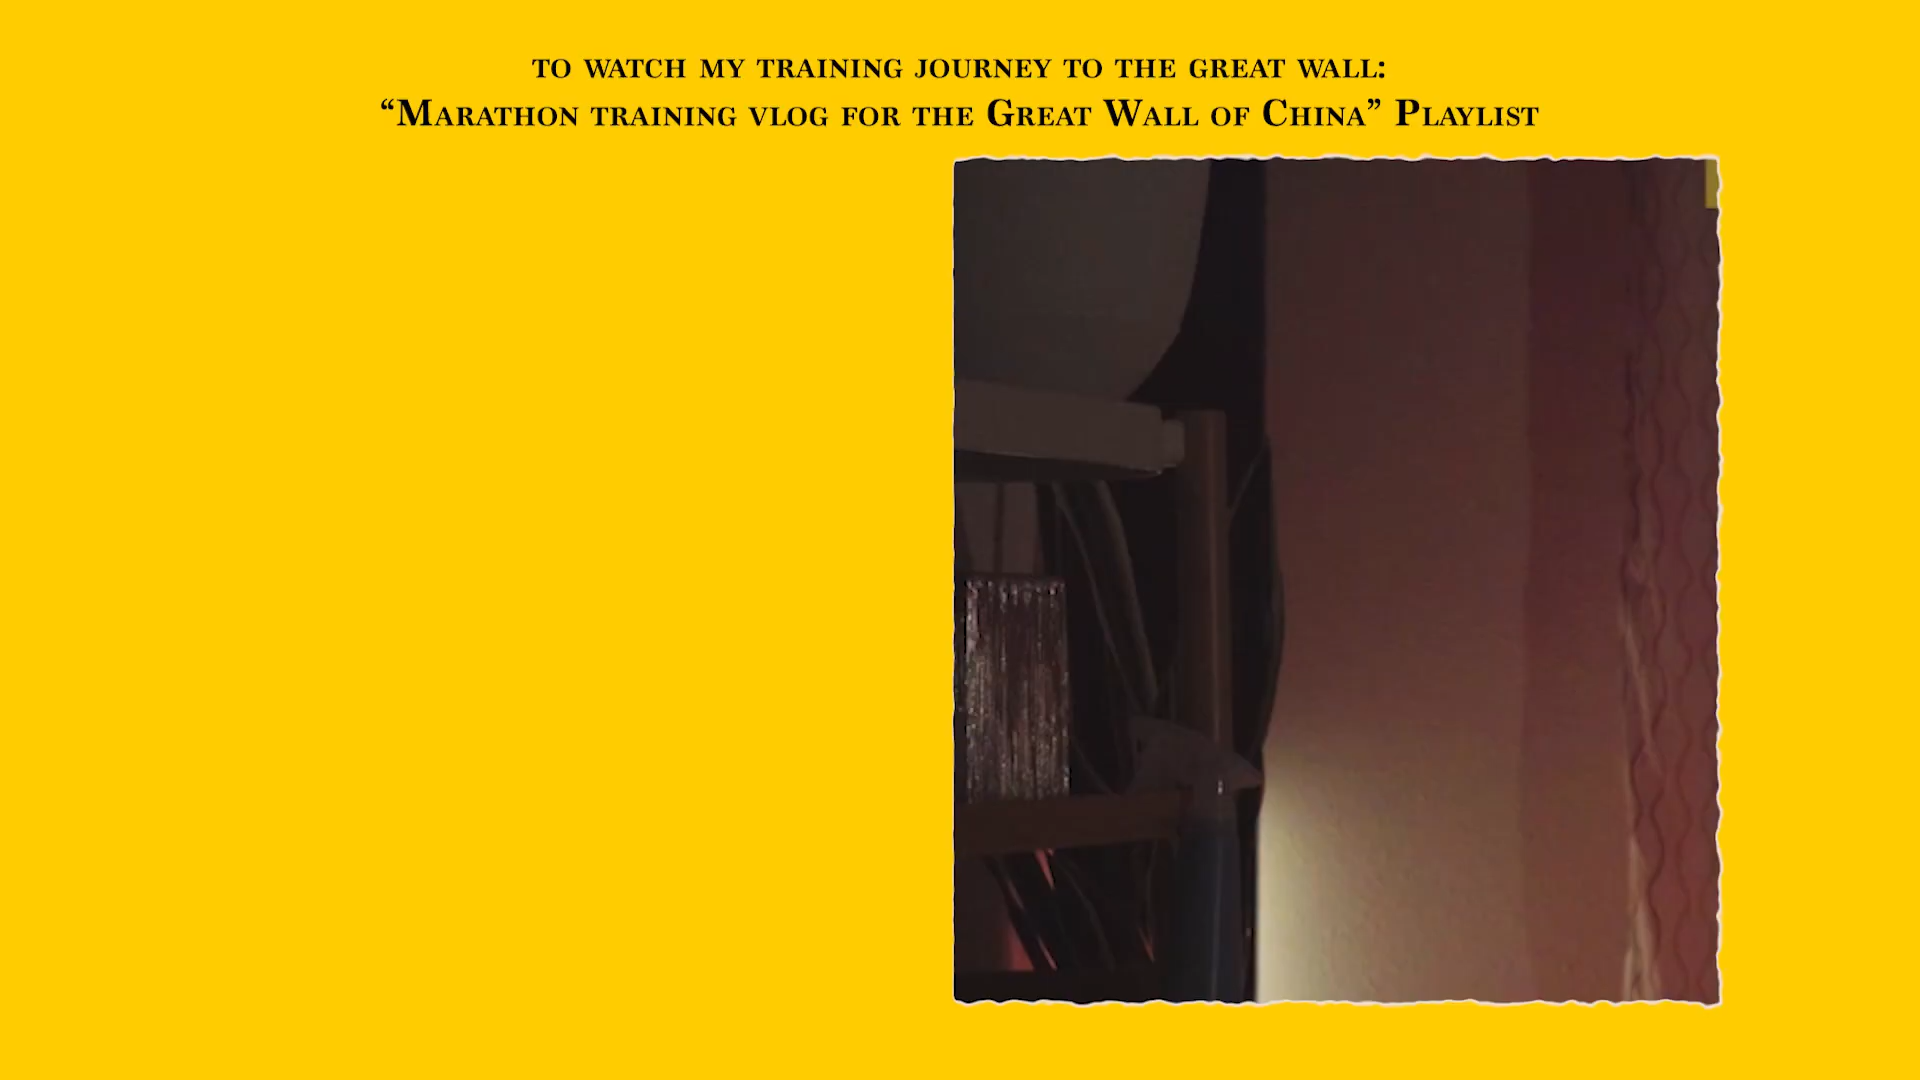 to watch my training journey to the great wall:
“Marathon training vlog for the Great Wall of China” Playlist